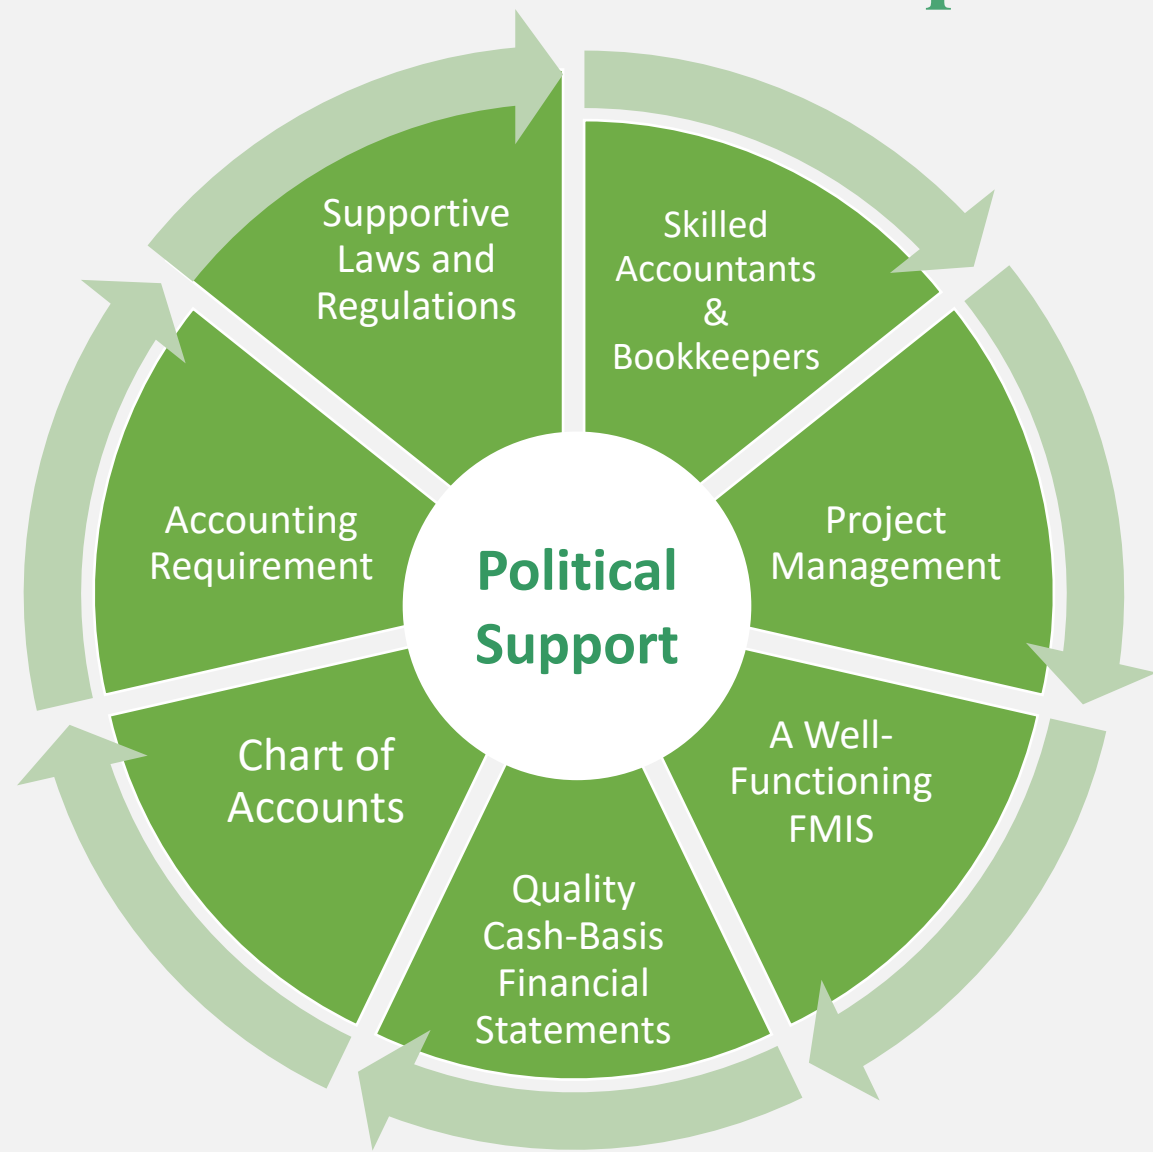 Supportive
Laws and
Regulations
Skilled
Accountants
&
Bookkeepers
Project
Management
A Well-
Functioning
FMIS
Quality
Cash-Basis
Financial
Statements
Chart of
Accounts
Accounting
Requirement
Political
Support